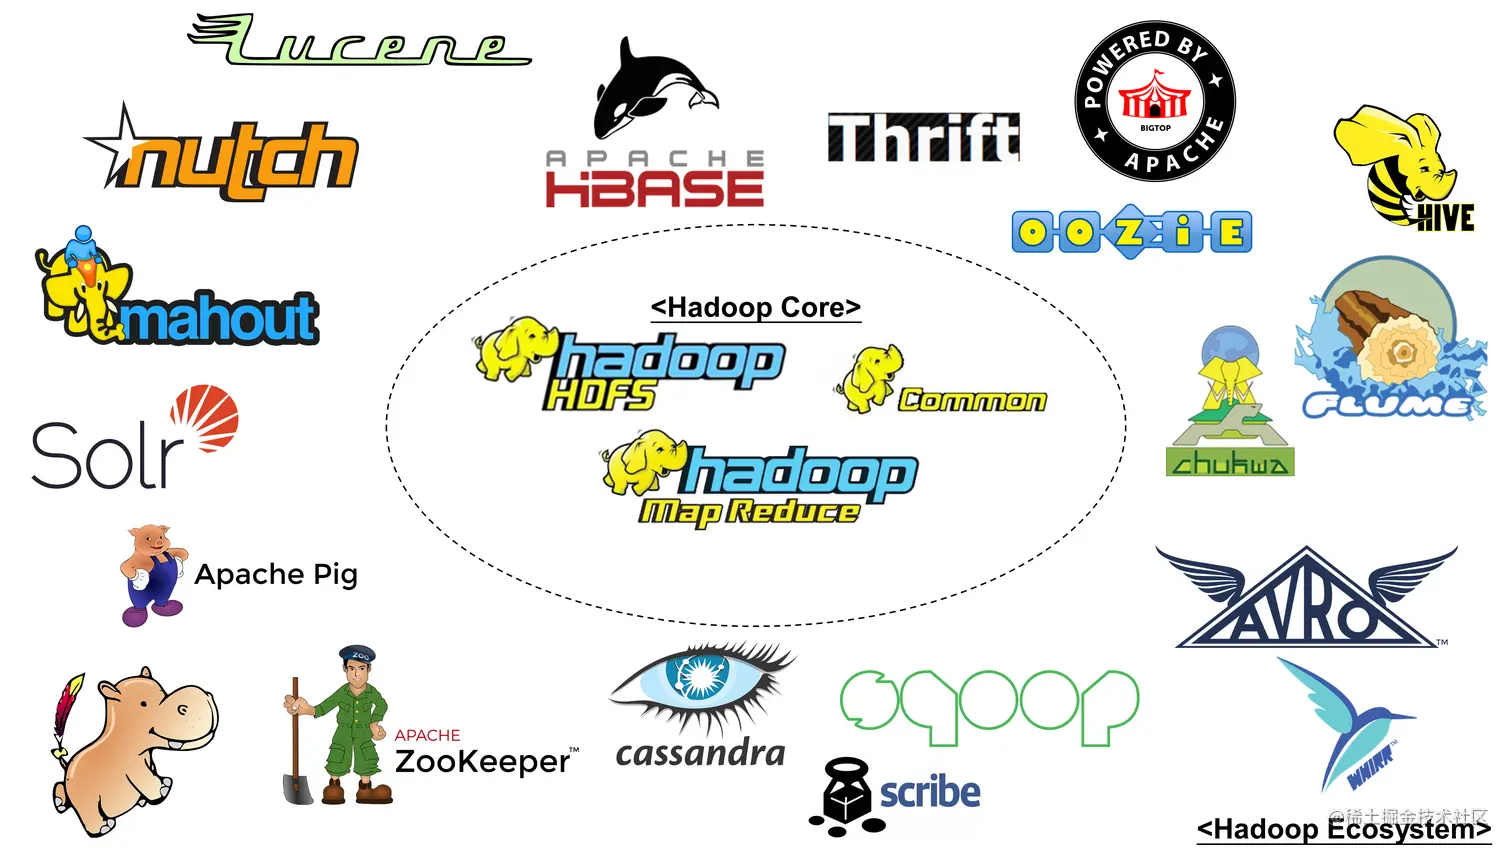 Lucene
APACHE
HBASE
Thrift
POWERED BY
BIGTOP
APACHE
HIVE
nutch
OOZiE
mahout
<Hadoop Core>
hadoop
HDFS
Common
hadoop
Map Reduce
FLUME
chukwa
Solr
Apache Pig
AVRO™
ZOO
APACHE
ZooKeeper™
cassandra
sqoop
WHIRR™
scribe
@稀土掘金技术社区
<Hadoop Ecosystem>